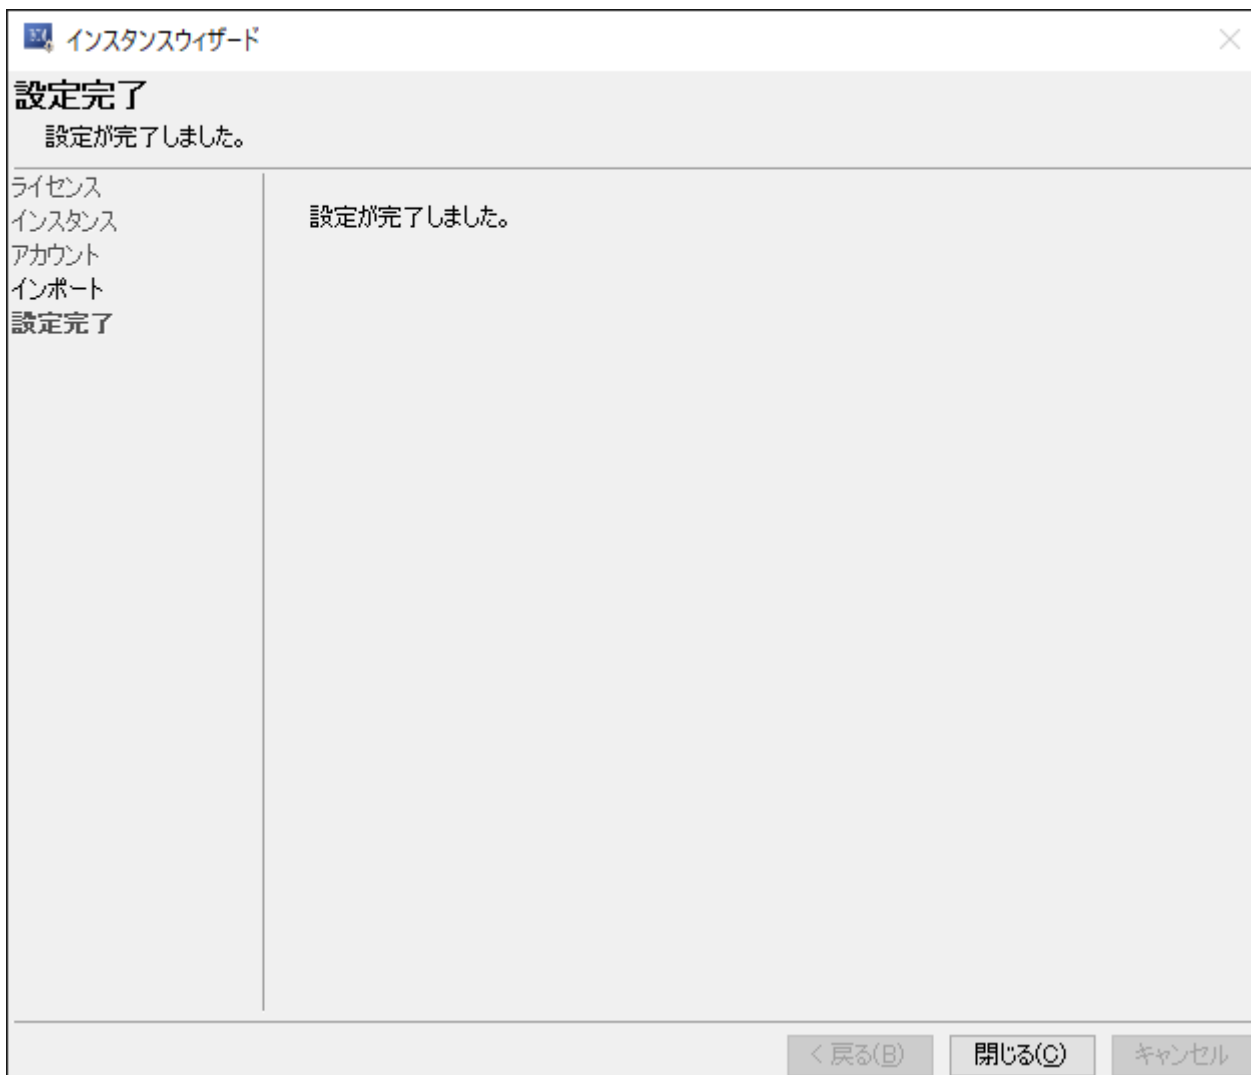 インスタンスウィザード
設定完了
設定が完了しました。
ライセンス
インスタンス
アカウント
インポート
設定完了
設定が完了しました。
< 戻る(B)
閉じる(C)
キャンセル